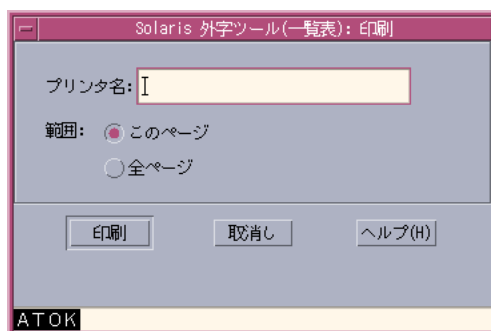 Solaris 外字ツール(一覧表): 印刷
プリンタ名:
範囲: このページ
全ページ
印刷 取消し ヘルプ(H)
ATOK